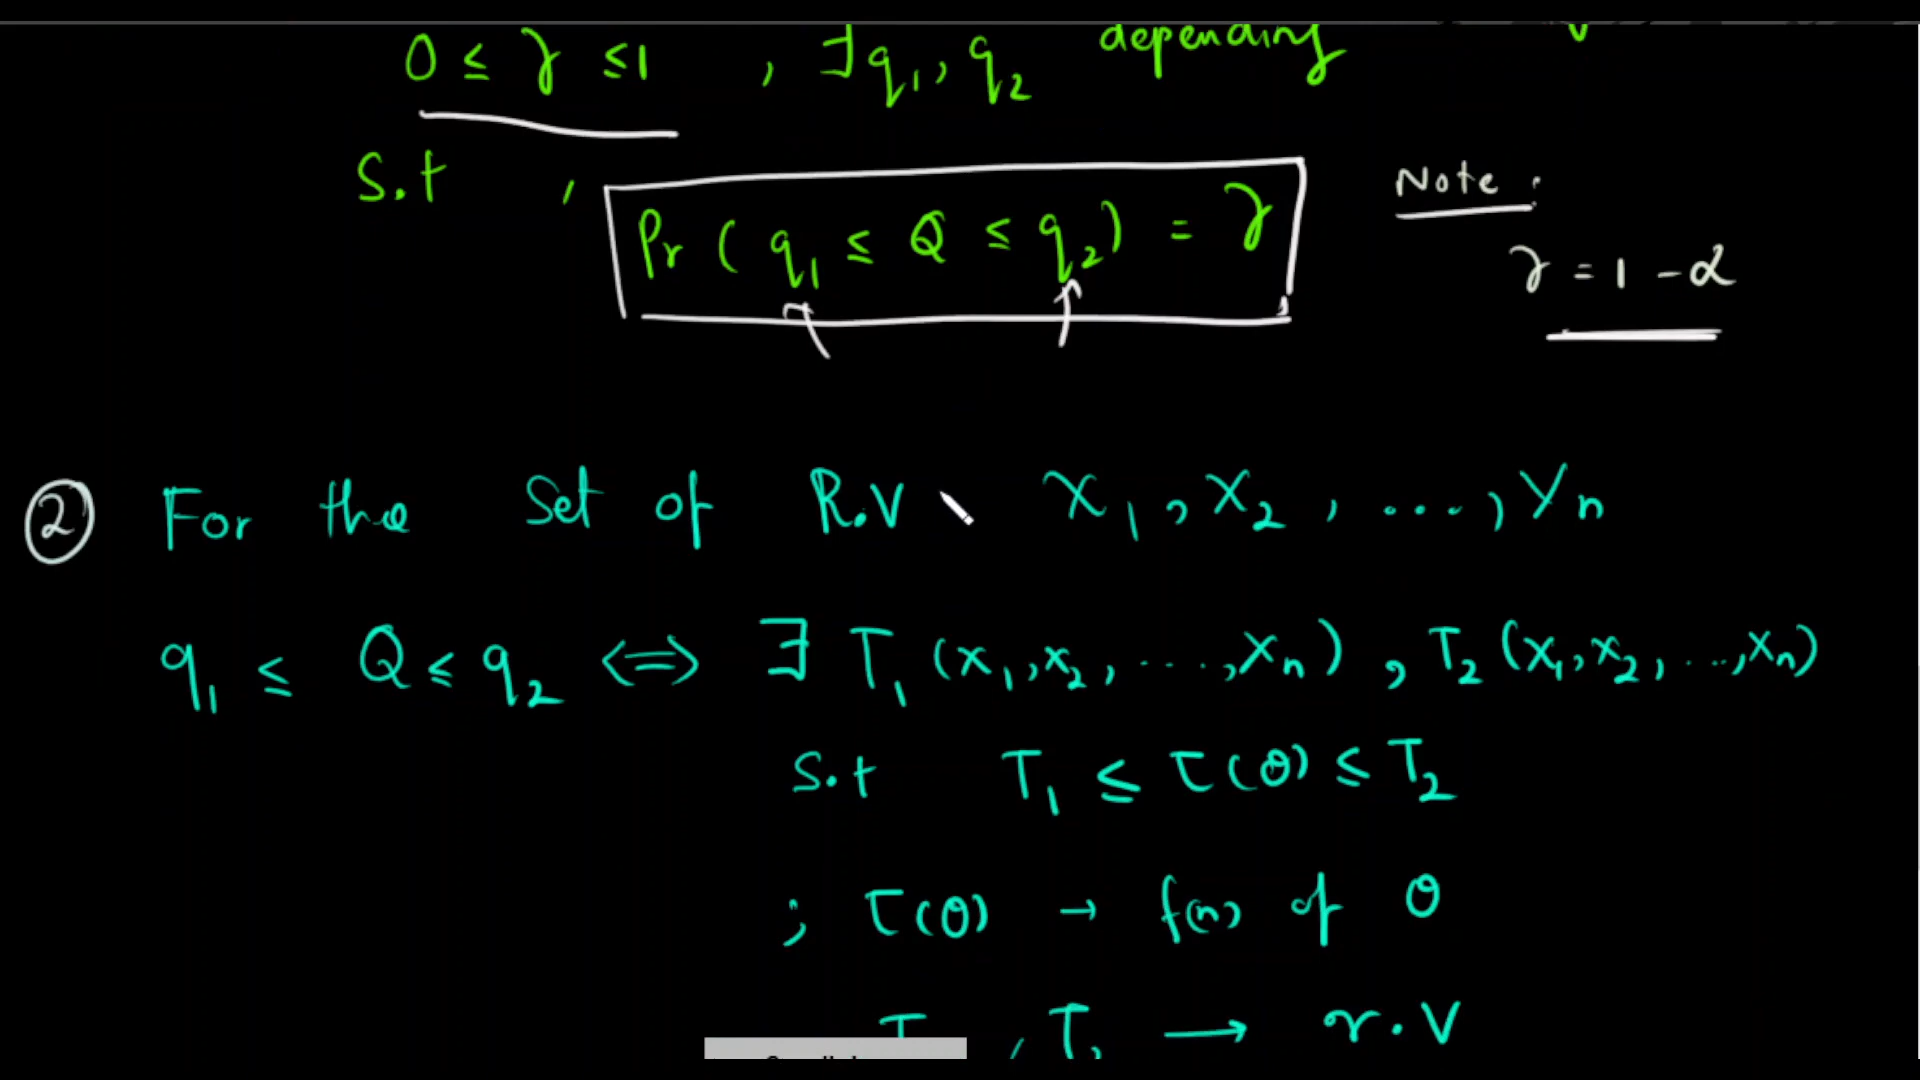 0 ≤ γ ≤ 1 , ∃ q₁, q₂ depending
S.t , Pr ( q₁ ≤ Q ≤ q₂ ) = γ
Note :
γ = 1 - α
② For the Set of R.V X₁, X₂, ..., Yn
q₁ ≤ Q ≤ q₂ <=> ∃ T₁ (x₁, x₂, ..., xn) , T₂ (x₁, x₂, ..., xn)
S.t T₁ ≤ τ(θ) ≤ T₂
; τ(θ) → f(n) of θ
T , T₂ → r.V